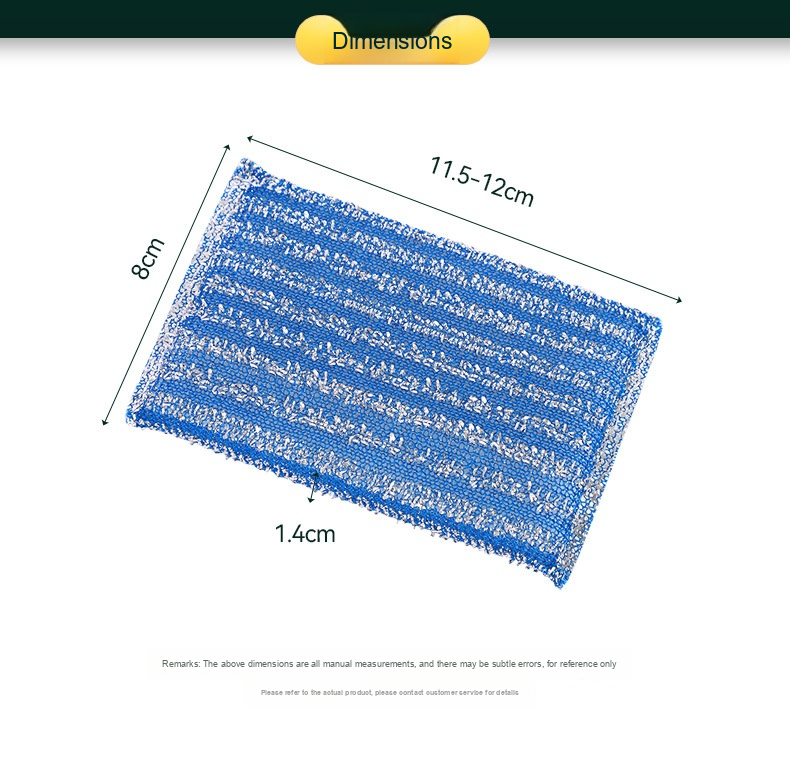 Dimensions
11.5-12cm
8cm
1.4cm
Remarks: The above dimensions are all manual measurements, and there may be subtle errors, for reference only
Please refer to the actual product, please contact customer service for details